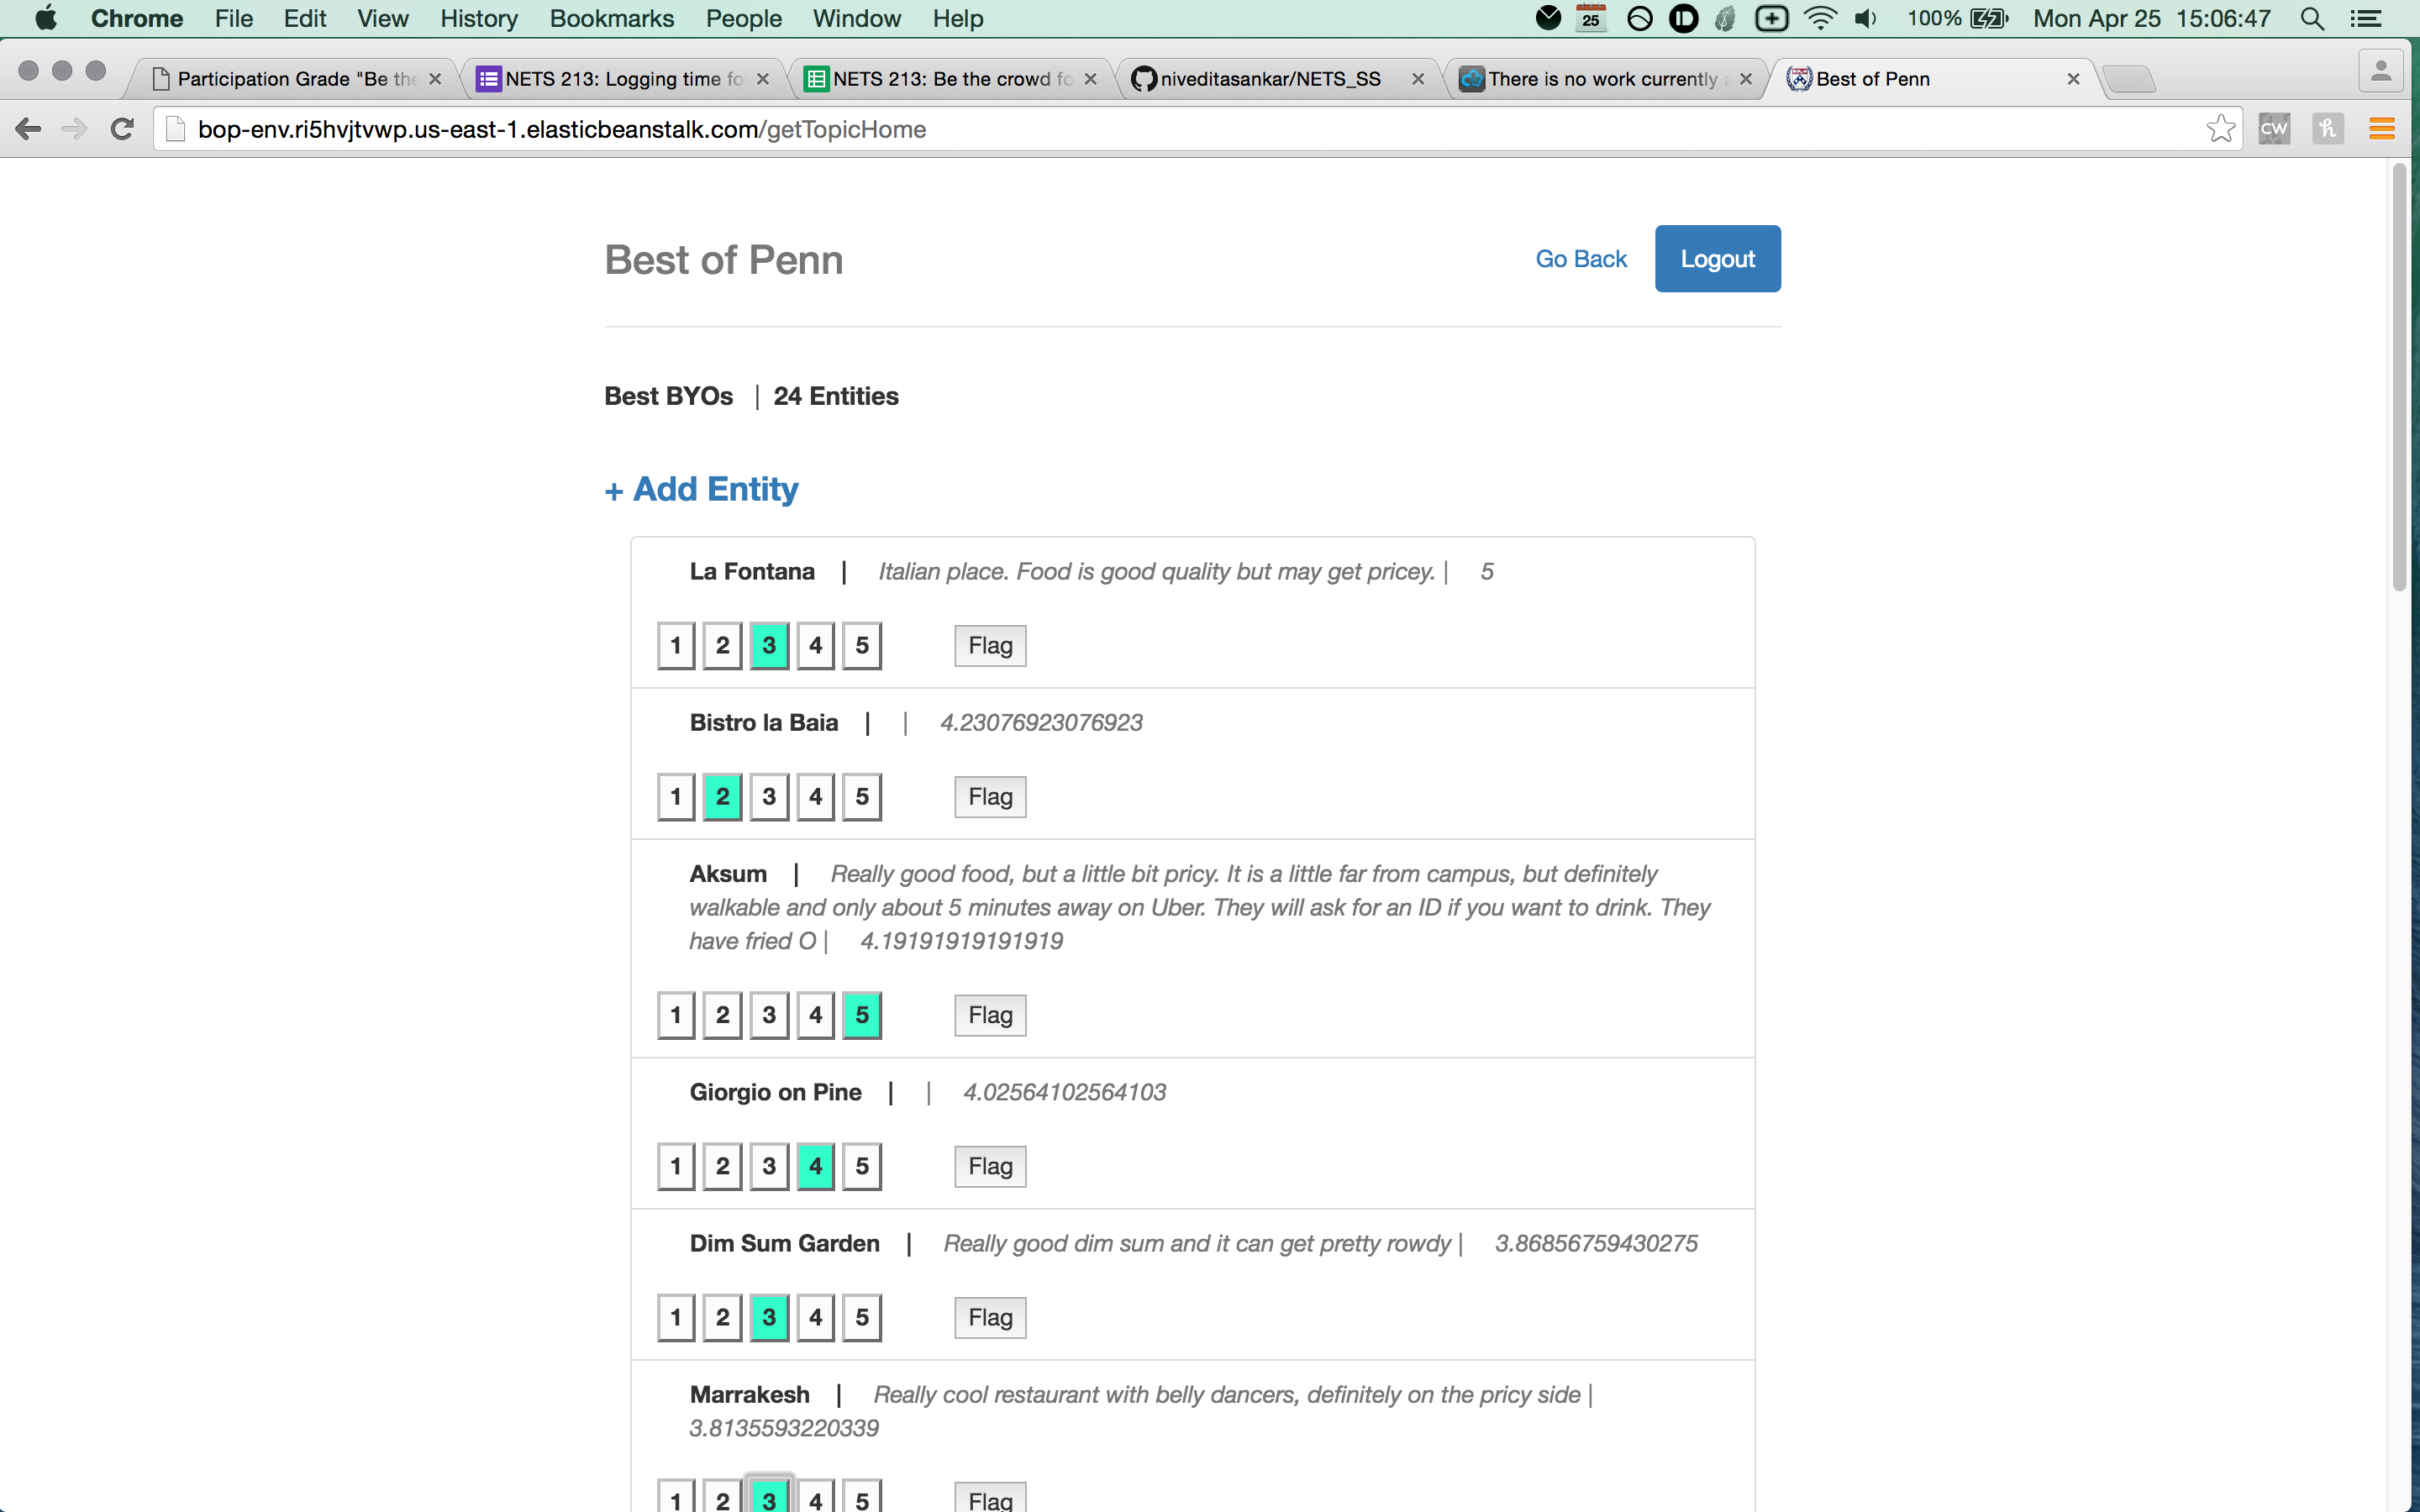 Chrome File Edit View History Bookmarks People Window Help 25 100% Mon Apr 25 15:06:47
Participation Grade "Be the NETS 213: Logging time fo NETS 213: Be the crowd fo niveditasankar/NETS_SS There is no work currently a Best of Penn
bop-env.ri5hvjtvwp.us-east-1.elasticbeanstalk.com/getTopicHome CW h
Best of Penn Go Back Logout
Best BYOs | 24 Entities
+ Add Entity
La Fontana | Italian place. Food is good quality but may get pricey. | 5
1 2 3 4 5 Flag
Bistro la Baia | | 4.23076923076923
1 2 3 4 5 Flag
Aksum | Really good food, but a little bit pricy. It is a little far from campus, but definitely
walkable and only about 5 minutes away on Uber. They will ask for an ID if you want to drink. They
have fried O | 4.19191919191919
1 2 3 4 5 Flag
Giorgio on Pine | | 4.02564102564103
1 2 3 4 5 Flag
Dim Sum Garden | Really good dim sum and it can get pretty rowdy | 3.86856759430275
1 2 3 4 5 Flag
Marrakesh | Really cool restaurant with belly dancers, definitely on the pricy side |
3.8135593220339
1 2 3 4 5 Flag